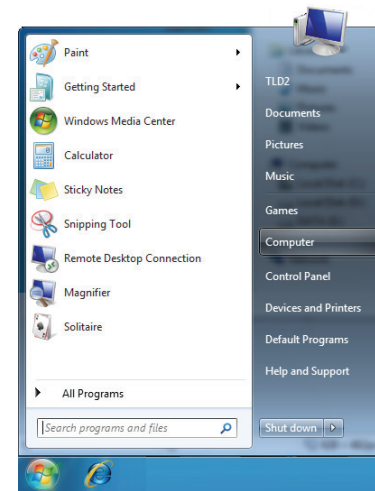 Paint
Getting Started
Windows Media Center
Calculator
Sticky Notes
Snipping Tool
Remote Desktop Connection
Magnifier
Solitaire
All Programs
Search programs and files
TLD2
Documents
Pictures
Music
Games
Computer
Control Panel
Devices and Printers
Default Programs
Help and Support
Shut down